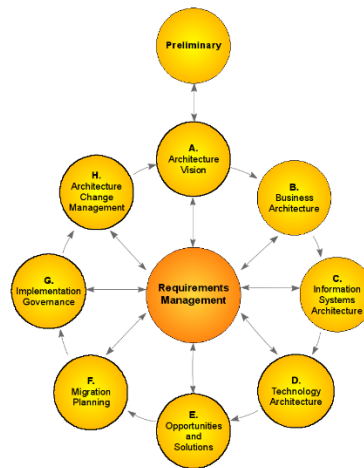 Preliminary
A.
Architecture
Vision
B.
Business
Architecture
C.
Information
Systems
Architecture
D.
Technology
Architecture
E.
Opportunities
and
Solutions
F.
Migration
Planning
G.
Implementation
Governance
H.
Architecture
Change
Management
Requirements
Management